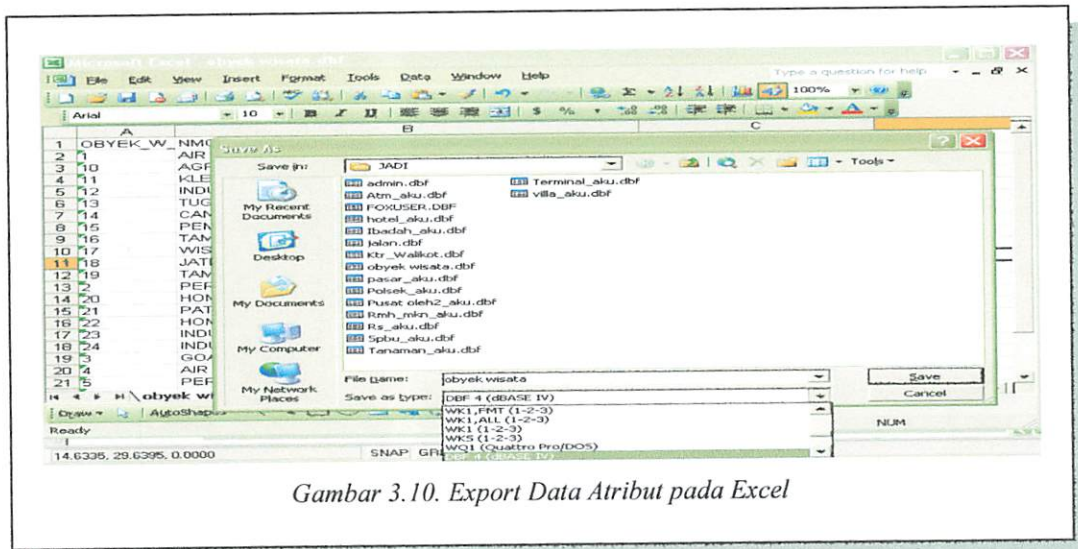 Microsoft Excel - obyek wisata.dbf
File Edit View Insert Format Tools Data Window Help
Type a question for help
100%
Arial 10 B I U $ %
A B C
1 OBYEK_W_ NMO
2 1 AIR
3 10 AGR
4 11 KLE
5 12 INDU
6 13 TUG
7 14 CAN
8 15 PEN
9 16 TAM
10 17 WIS
11 18 JATI
12 19 TAM
13 2 PER
14 20 HON
15 21 PAT
16 22 HON
17 23 INDU
18 24 INDU
19 3 GOA
20 4 AIR
21 5 PER
obyek wi
Save As
Save in: JADI Tools
My Recent Documents
Desktop
My Documents
My Computer
My Network Places
admin.dbf
Atm_aku.dbf
FOXUSER.DBF
hotel_aku.dbf
Ibadah_aku.dbf
jalan.dbf
Ktr_Walikot.dbf
obyek wisata.dbf
pasar_aku.dbf
Polsek_aku.dbf
Pusat oleh2_aku.dbf
Rmh_mkn_aku.dbf
Rs_aku.dbf
Spbu_aku.dbf
Tanaman_aku.dbf
Terminal_aku.dbf
villa_aku.dbf
File name: obyek wisata Save
Save as type: DBF 4 (dBASE IV) Cancel
WK1,FMT (1-2-3)
WK1,ALL (1-2-3)
WK1 (1-2-3)
WKS (1-2-3)
WQ1 (Quattro Pro/DOS)
DBF 4 (dBASE IV)
Draw AutoShapes
Ready NUM
14.6335, 29.6395, 0.0000 SNAP GRI
Gambar 3.10. Export Data Atribut pada Excel